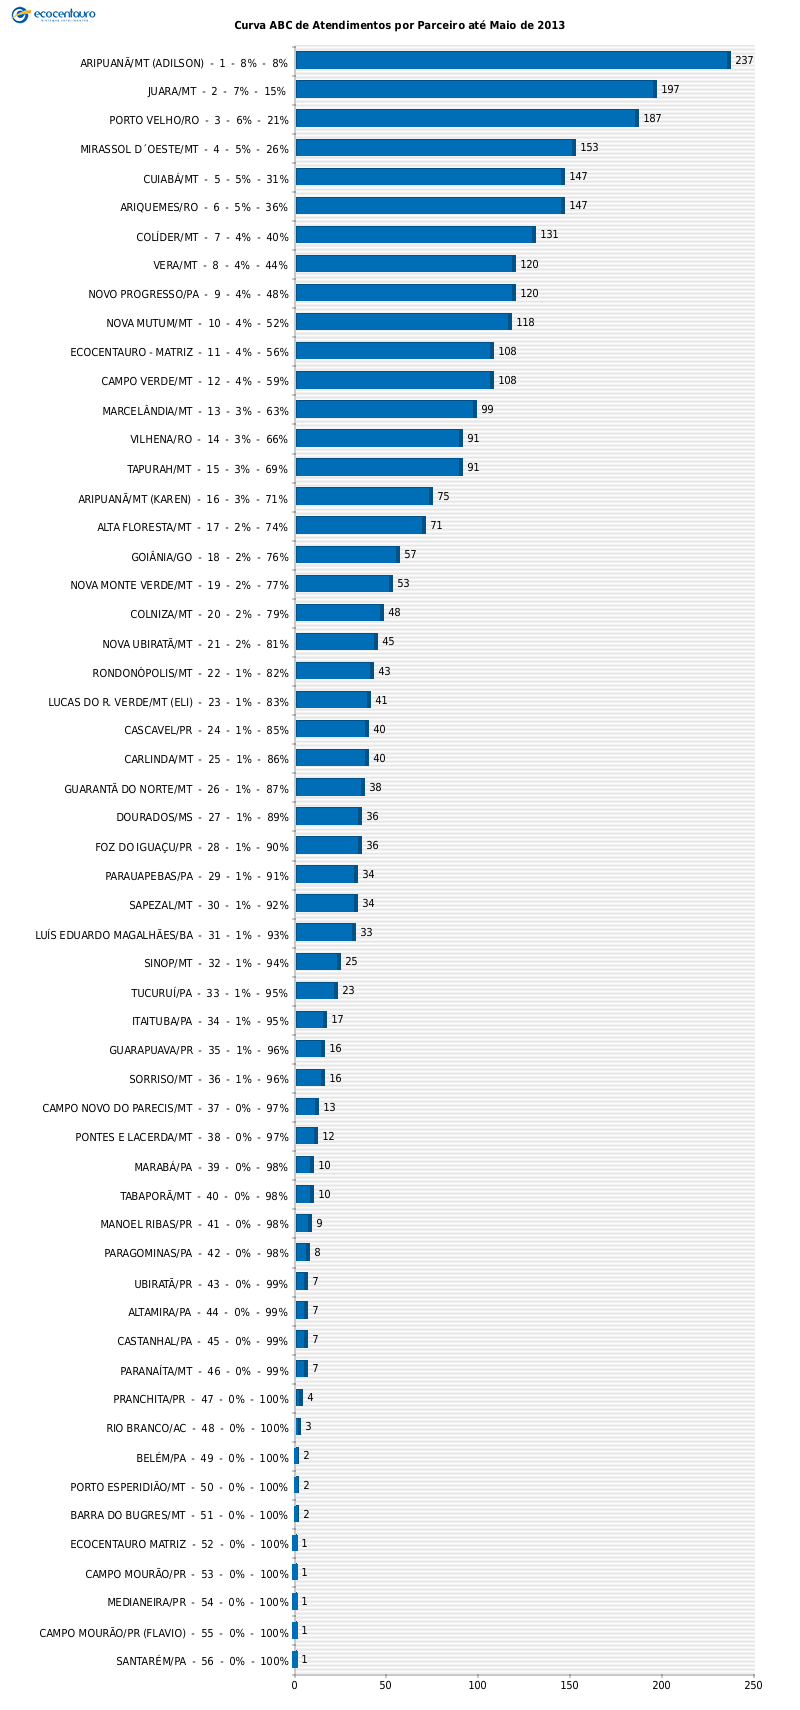 ecocentauro
Curva ABC de Atendimentos por Parceiro até Maio de 2013
ARIPUANÃ/MT (ADILSON) - 1 - 8% - 8% 237
JUARA/MT - 2 - 7% - 15% 197
PORTO VELHO/RO - 3 - 6% - 21% 187
MIRASSOL D´OESTE/MT - 4 - 5% - 26% 153
CUIABÁ/MT - 5 - 5% - 31% 147
ARIQUEMES/RO - 6 - 5% - 36% 147
COLÍDER/MT - 7 - 4% - 40% 131
VERA/MT - 8 - 4% - 44% 120
NOVO PROGRESSO/PA - 9 - 4% - 48% 120
NOVA MUTUM/MT - 10 - 4% - 52% 118
ECOCENTAURO - MATRIZ - 11 - 4% - 56% 108
CAMPO VERDE/MT - 12 - 4% - 59% 108
MARCELÂNDIA/MT - 13 - 3% - 63% 99
VILHENA/RO - 14 - 3% - 66% 91
TAPURAH/MT - 15 - 3% - 69% 91
ARIPUANÃ/MT (KAREN) - 16 - 3% - 71% 75
ALTA FLORESTA/MT - 17 - 2% - 74% 71
GOIÂNIA/GO - 18 - 2% - 76% 57
NOVA MONTE VERDE/MT - 19 - 2% - 77% 53
COLNIZA/MT - 20 - 2% - 79% 48
NOVA UBIRATÃ/MT - 21 - 2% - 81% 45
RONDONÓPOLIS/MT - 22 - 1% - 82% 43
LUCAS DO R. VERDE/MT (ELI) - 23 - 1% - 83% 41
CASCAVEL/PR - 24 - 1% - 85% 40
CARLINDA/MT - 25 - 1% - 86% 40
GUARANTÃ DO NORTE/MT - 26 - 1% - 87% 38
DOURADOS/MS - 27 - 1% - 89% 36
FOZ DO IGUAÇU/PR - 28 - 1% - 90% 36
PARAUAPEBAS/PA - 29 - 1% - 91% 34
SAPEZAL/MT - 30 - 1% - 92% 34
LUÍS EDUARDO MAGALHÃES/BA - 31 - 1% - 93% 33
SINOP/MT - 32 - 1% - 94% 25
TUCURUÍ/PA - 33 - 1% - 95% 23
ITAITUBA/PA - 34 - 1% - 95% 17
GUARAPUAVA/PR - 35 - 1% - 96% 16
SORRISO/MT - 36 - 1% - 96% 16
CAMPO NOVO DO PARECIS/MT - 37 - 0% - 97% 13
PONTES E LACERDA/MT - 38 - 0% - 97% 12
MARABÁ/PA - 39 - 0% - 98% 10
TABAPORÃ/MT - 40 - 0% - 98% 10
MANOEL RIBAS/PR - 41 - 0% - 98% 9
PARAGOMINAS/PA - 42 - 0% - 98% 8
UBIRATÃ/PR - 43 - 0% - 99% 7
ALTAMIRA/PA - 44 - 0% - 99% 7
CASTANHAL/PA - 45 - 0% - 99% 7
PARANAÍTA/MT - 46 - 0% - 99% 7
PRANCHITA/PR - 47 - 0% - 100% 4
RIO BRANCO/AC - 48 - 0% - 100% 3
BELÉM/PA - 49 - 0% - 100% 2
PORTO ESPERIDIÃO/MT - 50 - 0% - 100% 2
BARRA DO BUGRES/MT - 51 - 0% - 100% 2
ECOCENTAURO MATRIZ - 52 - 0% - 100% 1
CAMPO MOURÃO/PR - 53 - 0% - 100% 1
MEDIANEIRA/PR - 54 - 0% - 100% 1
CAMPO MOURÃO/PR (FLAVIO) - 55 - 0% - 100% 1
SANTARÉM/PA - 56 - 0% - 100% 1
0 50 100 150 200 250